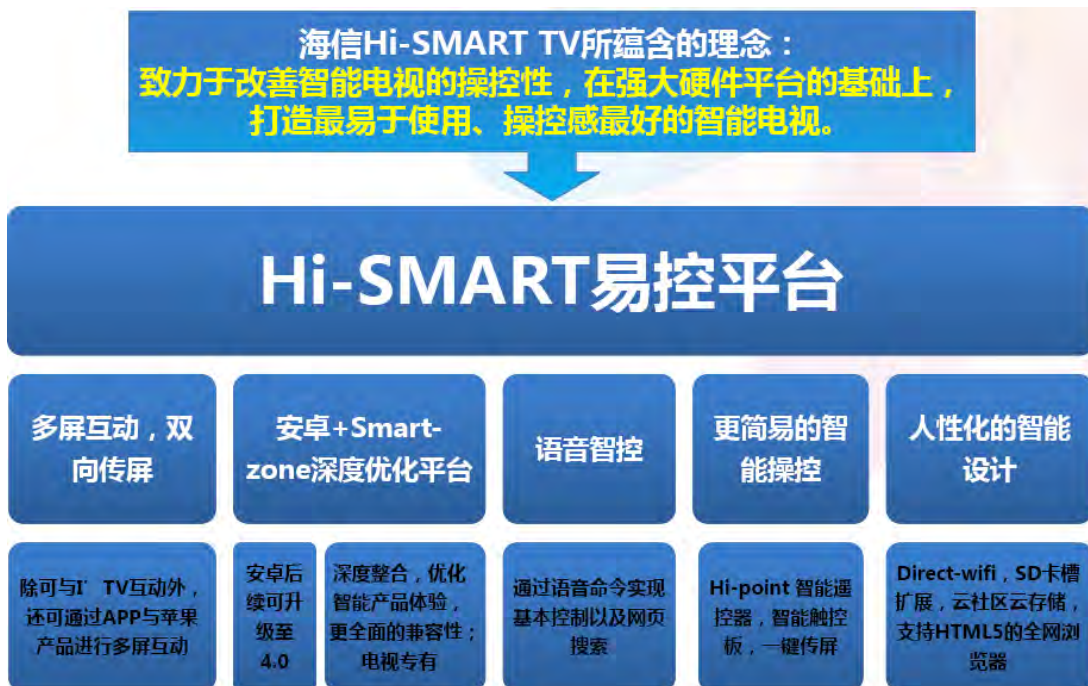 海信Hi-SMART TV所蕴含的理念：
致力于改善智能电视的操控性，在强大硬件平台的基础上，
打造最易于使用、操控感最好的智能电视。
Hi-SMART易控平台
多屏互动，双
向传屏
安卓+Smart-
zone深度优化平台
语音智控
更简易的智
能操控
人性化的智能
设计
除可与I' TV互动外，
还可通过APP与苹果
产品进行多屏互动
安卓后
续可升
级至
4.0
深度整合，优化
智能产品体验，
更全面的兼容性；
电视专有
通过语音命令实现
基本控制以及网页
搜索
Hi-point 智能遥
控器，智能触控
板，一键传屏
Direct-wifi，SD卡槽
扩展，云社区云存储，
支持HTML5的全网浏
览器